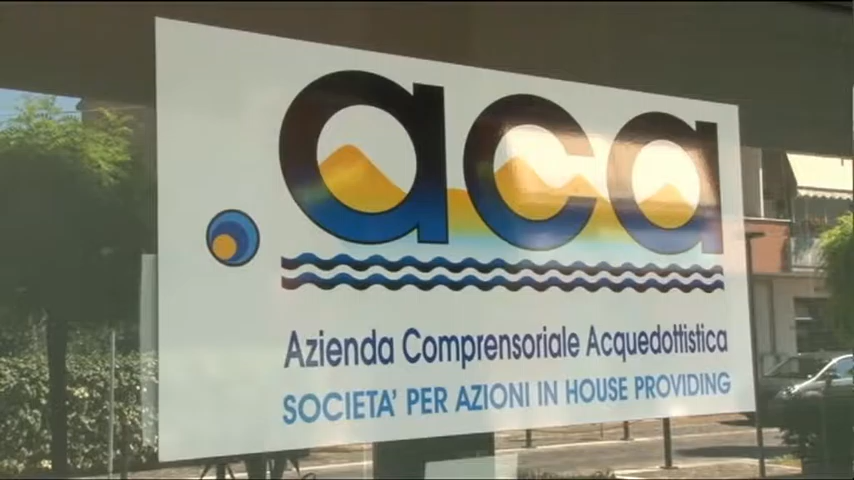 .aca
Azienda Comprensoriale Acquedottistica
SOCIETA' PER AZIONI IN HOUSE PROVIDING